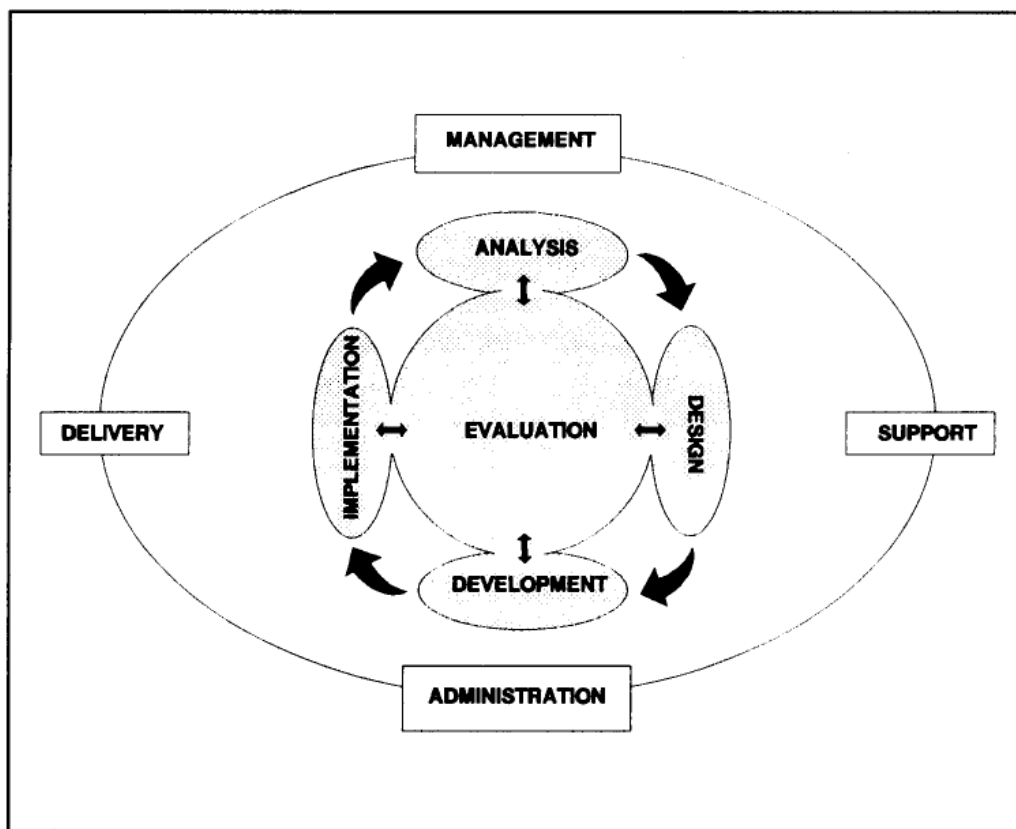 MANAGEMENT
ANALYSIS
IMPLEMENTATION
DESIGN
DELIVERY
EVALUATION
SUPPORT
DEVELOPMENT
ADMINISTRATION